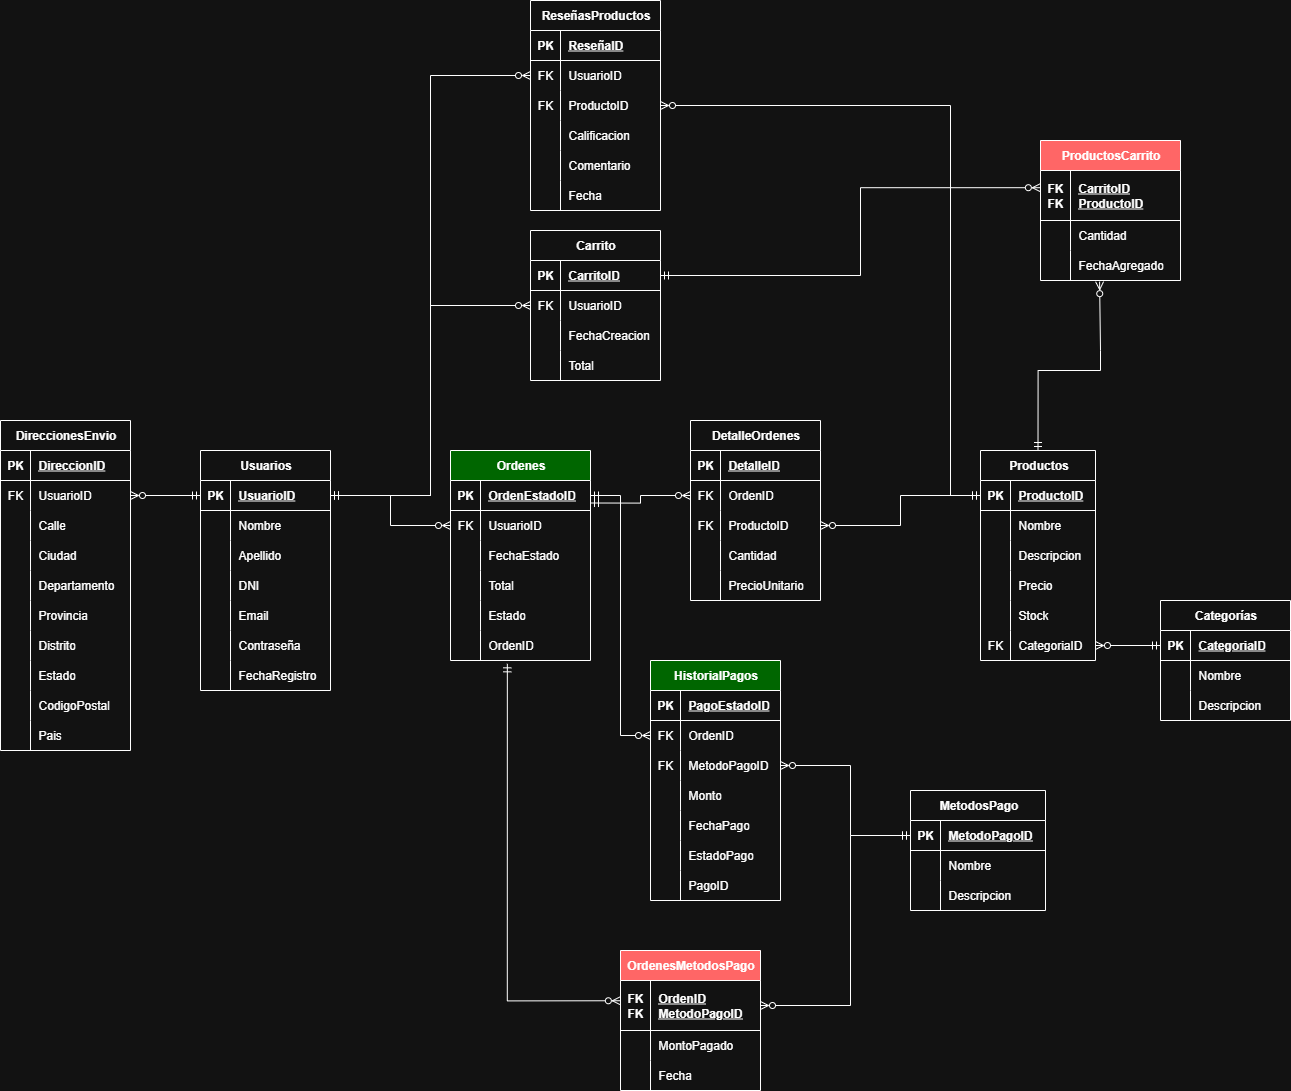 ReseñasProductos
PK ReseñaID
FK UsuarioID
FK ProductoID
Calificacion
Comentario
Fecha
ProductosCarrito
FK CarritoID
FK ProductoID
Cantidad
FechaAgregado
Carrito
PK CarritoID
FK UsuarioID
FechaCreacion
Total
DireccionesEnvio
PK DireccionID
FK UsuarioID
Calle
Ciudad
Departamento
Provincia
Distrito
Estado
CodigoPostal
Pais
Usuarios
PK UsuarioID
Nombre
Apellido
DNI
Email
Contraseña
FechaRegistro
Ordenes
PK OrdenEstadoID
FK UsuarioID
FechaEstado
Total
Estado
OrdenID
DetalleOrdenes
PK DetalleID
FK OrdenID
FK ProductoID
Cantidad
PrecioUnitario
Productos
PK ProductoID
Nombre
Descripcion
Precio
Stock
FK CategoriaID
Categorías
PK CategoriaID
Nombre
Descripcion
HistorialPagos
PK PagoEstadoID
FK OrdenID
FK MetodoPagoID
Monto
FechaPago
EstadoPago
PagoID
MetodosPago
PK MetodoPagoID
Nombre
Descripcion
OrdenesMetodosPago
FK OrdenID
FK MetodoPagoID
MontoPagado
Fecha